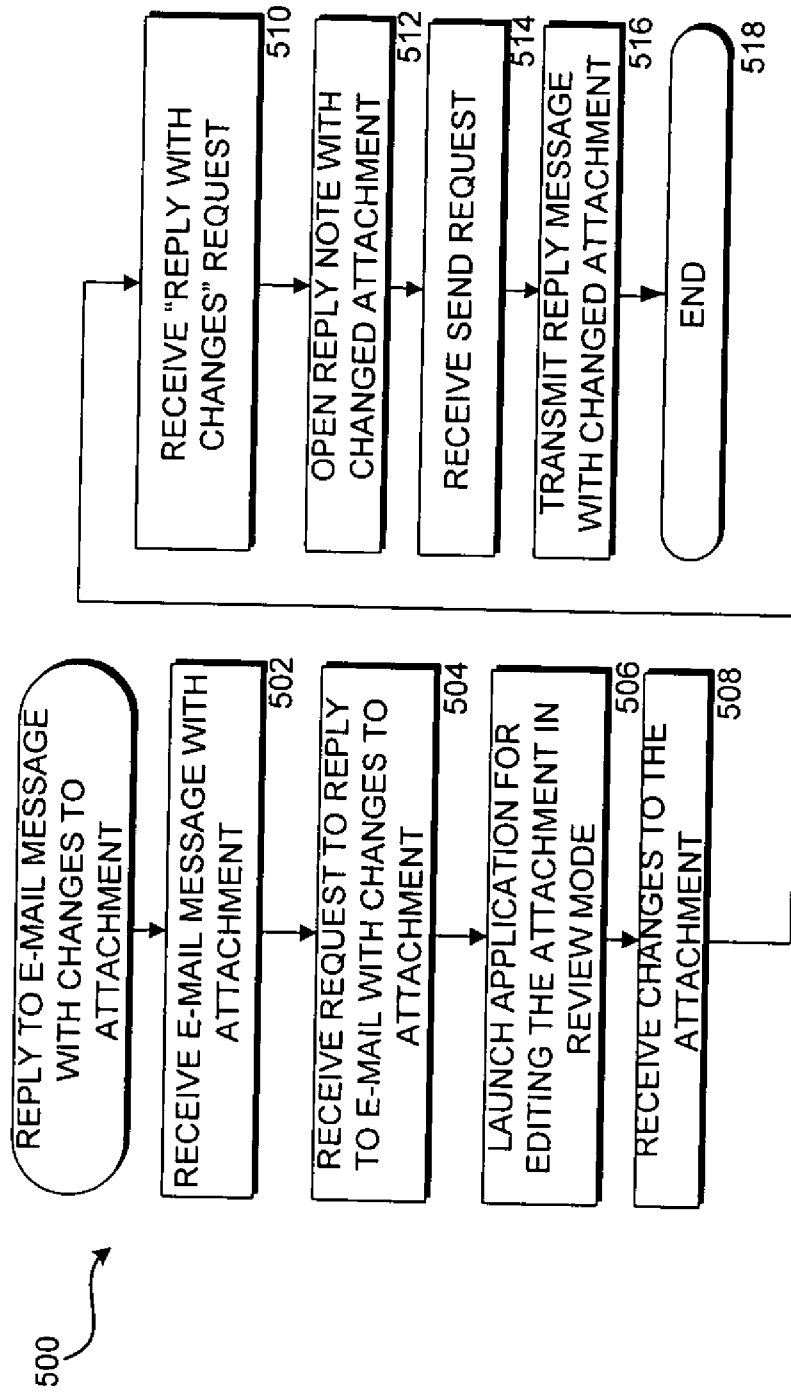 500
REPLY TO E-MAIL MESSAGE
WITH CHANGES TO
ATTACHMENT
RECEIVE E-MAIL MESSAGE WITH
ATTACHMENT
502
RECEIVE REQUEST TO REPLY
TO E-MAIL WITH CHANGES TO
ATTACHMENT
504
LAUNCH APPLICATION FOR
EDITING THE ATTACHMENT IN
REVIEW MODE
506
RECEIVE CHANGES TO THE
ATTACHMENT
508
RECEIVE “REPLY WITH
CHANGES” REQUEST
510
OPEN REPLY NOTE WITH
CHANGED ATTACHMENT
512
RECEIVE SEND REQUEST
514
TRANSMIT REPLY MESSAGE
WITH CHANGED ATTACHMENT
516
END
518